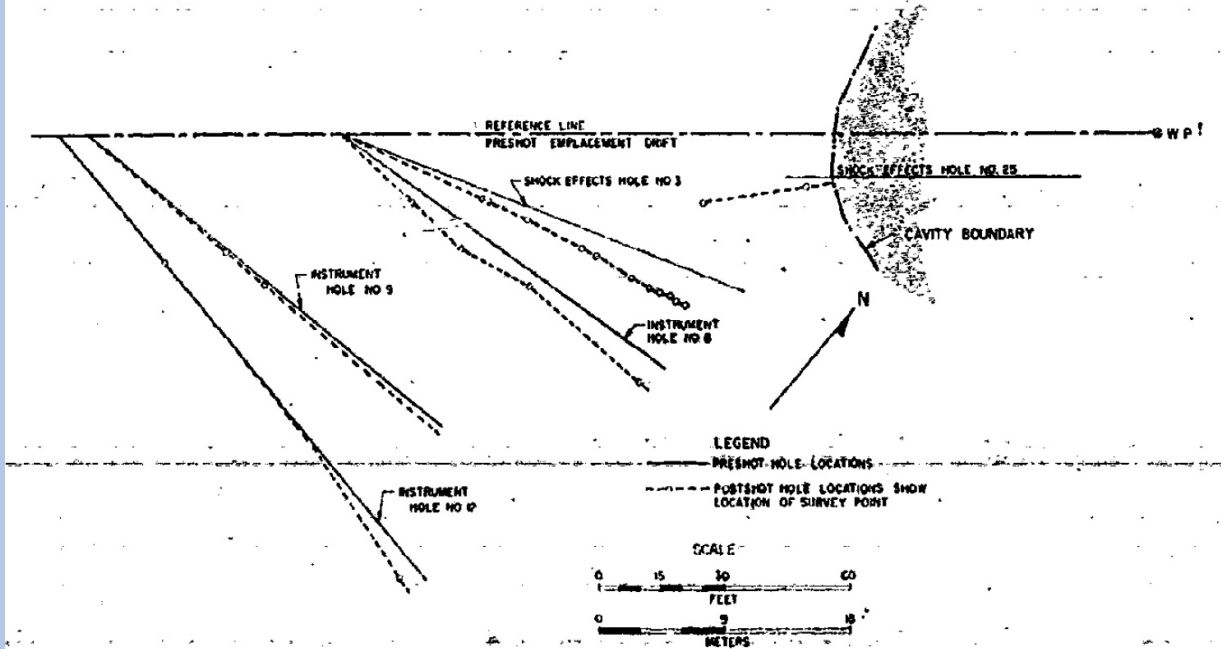 REFERENCE LINE
PRESHOT EMPLACEMENT DRIFT
W P
SHOCK EFFECTS HOLE NO 3
SHOCK EFFECTS HOLE NO. 25
CAVITY BOUNDARY
N
INSTRUMENT
HOLE NO 9
INSTRUMENT
HOLE NO 8
INSTRUMENT
HOLE NO 12
LEGEND
PRESHOT HOLE LOCATIONS
POSTSHOT HOLE LOCATIONS SHOW
LOCATION OF SURVEY POINT
SCALE
0 15 30 60
FEET
0 9 18
METERS